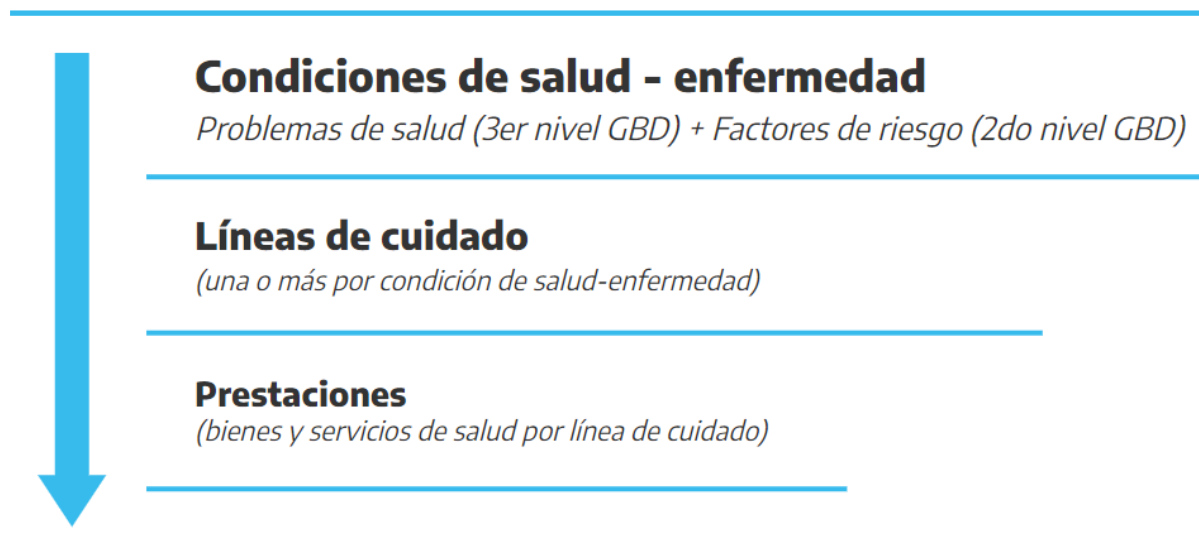 Condiciones de salud - enfermedad
Problemas de salud (3er nivel GBD) + Factores de riesgo (2do nivel GBD)
Líneas de cuidado
(una o más por condición de salud-enfermedad)
Prestaciones
(bienes y servicios de salud por línea de cuidado)